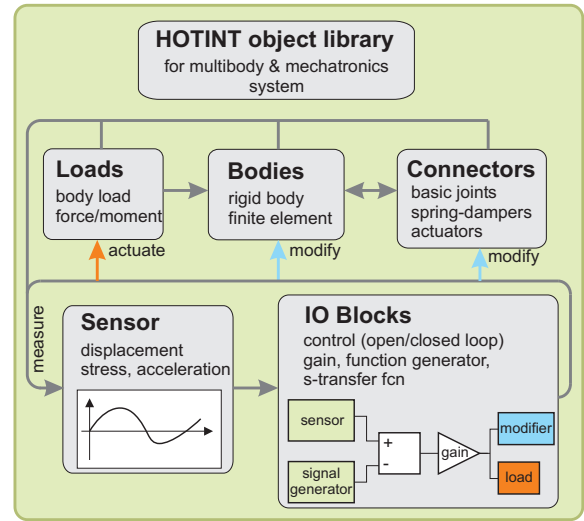 HOTINT object library
for multibody & mechatronics
system
Loads
body load
force/moment
Bodies
rigid body
finite element
Connectors
basic joints
spring-dampers
actuators
actuate
modify
modify
measure
Sensor
displacement
stress, acceleration
IO Blocks
control (open/closed loop)
gain, function generator,
s-transfer fcn
sensor
signal
generator
+
-
gain
modifier
load